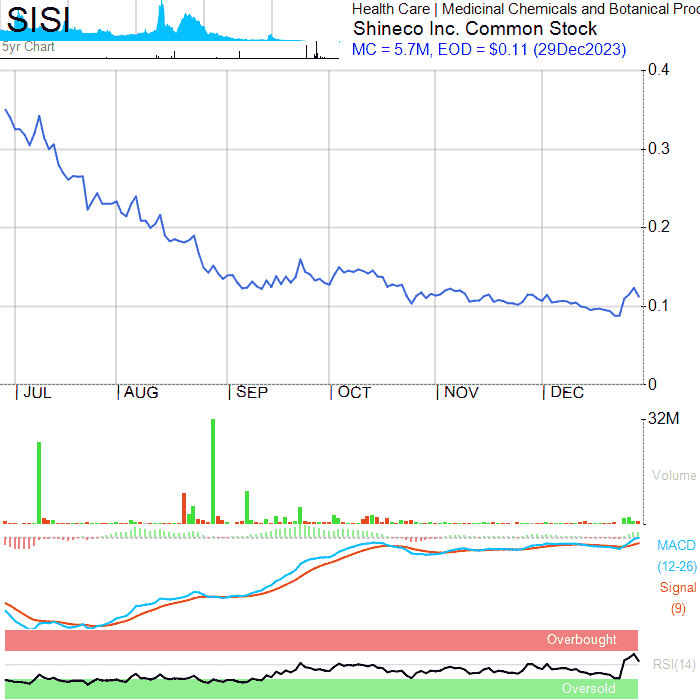 SISI
Health Care | Medicinal Chemicals and Botanical Proc
Shineco Inc. Common Stock
5yr Chart
MC = 5.7M, EOD = $0.11 (29Dec2023)
0.4
0.3
0.2
0.1
0
JUL AUG SEP OCT NOV DEC
32M
Volume
MACD
(12-26)
Signal
(9)
Overbought
RSI(14)
Oversold